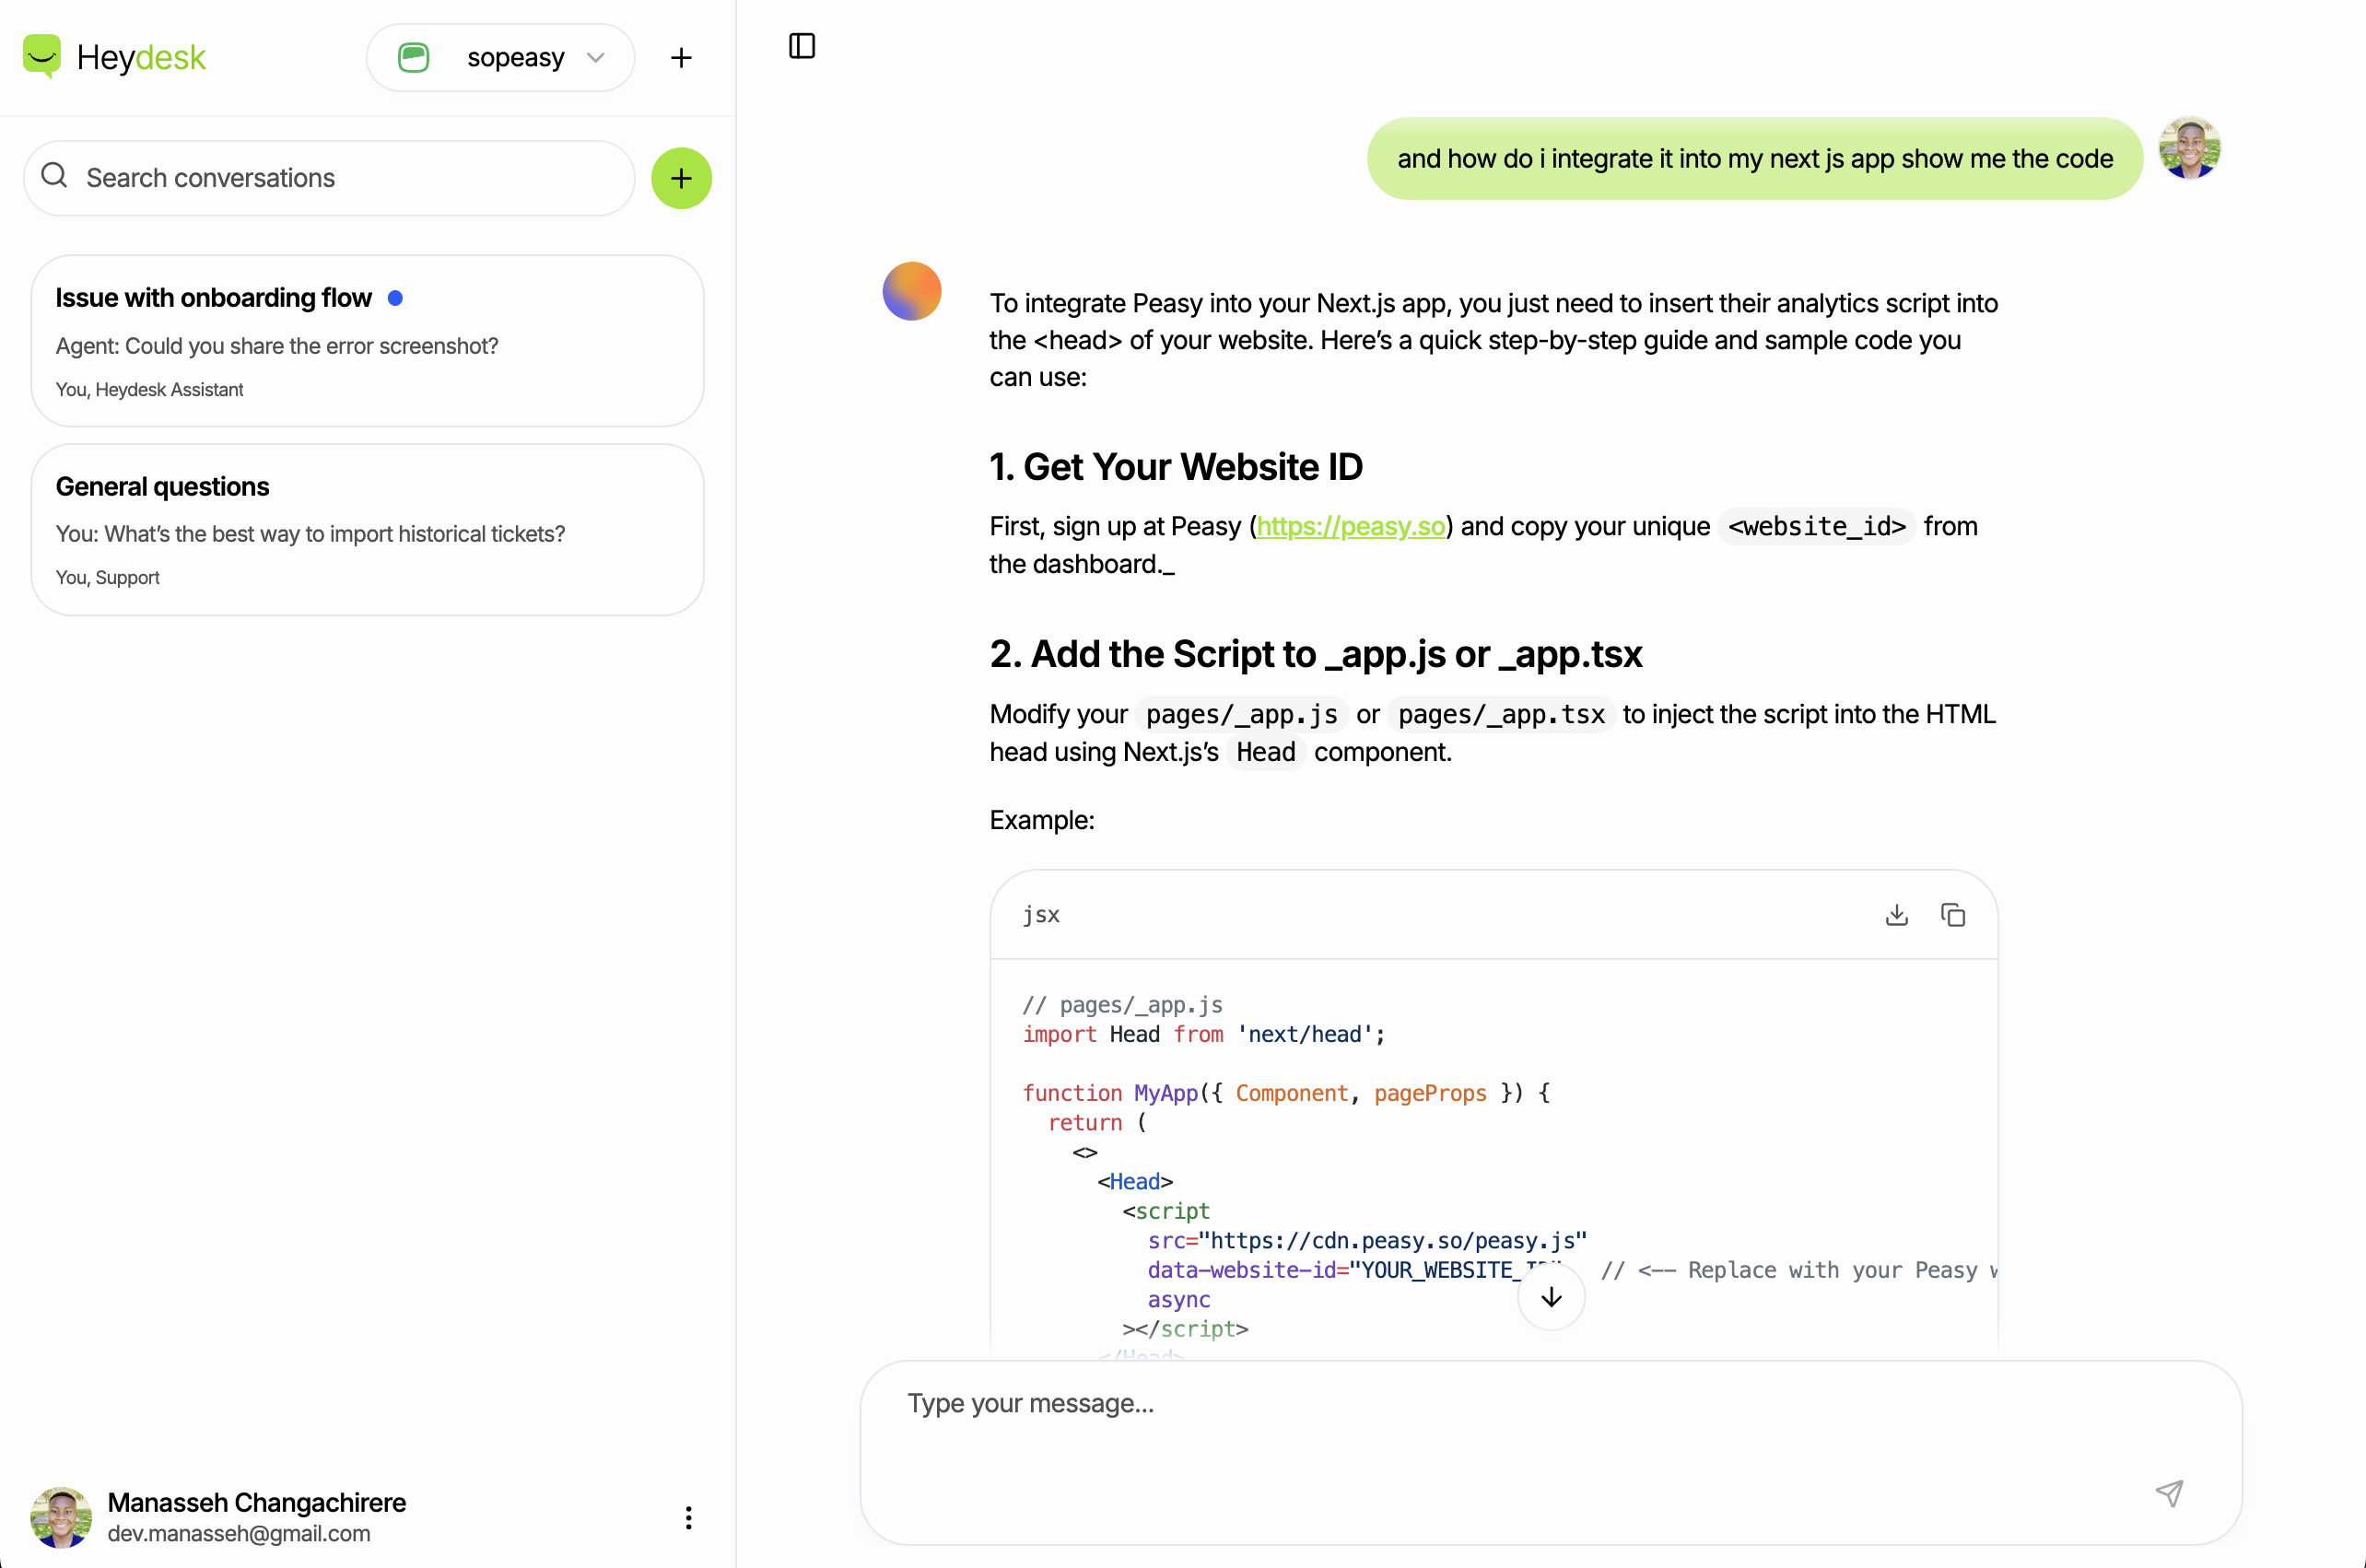 Heydesk
sopeasy
Search conversations
Issue with onboarding flow
Agent: Could you share the error screenshot?
You, Heydesk Assistant
General questions
You: What’s the best way to import historical tickets?
You, Support
Manasseh Changachirere
dev.manasseh@gmail.com
and how do i integrate it into my next js app show me the code
To integrate Peasy into your Next.js app, you just need to insert their analytics script into
the <head> of your website. Here’s a quick step-by-step guide and sample code you
can use:
1. Get Your Website ID
First, sign up at Peasy (https://peasy.so) and copy your unique <website_id> from
the dashboard._
2. Add the Script to _app.js or _app.tsx
Modify your pages/_app.js or pages/_app.tsx to inject the script into the HTML
head using Next.js’s Head component.
Example:
jsx
// pages/_app.js
import Head from 'next/head';
function MyApp({ Component, pageProps }) {
return (
<>
<Head>
<script
src="https://cdn.peasy.so/peasy.js"
data-website-id="YOUR_WEBSITE_ID" // <-- Replace with your Peasy
async
></script>
</Head>
Type your message...